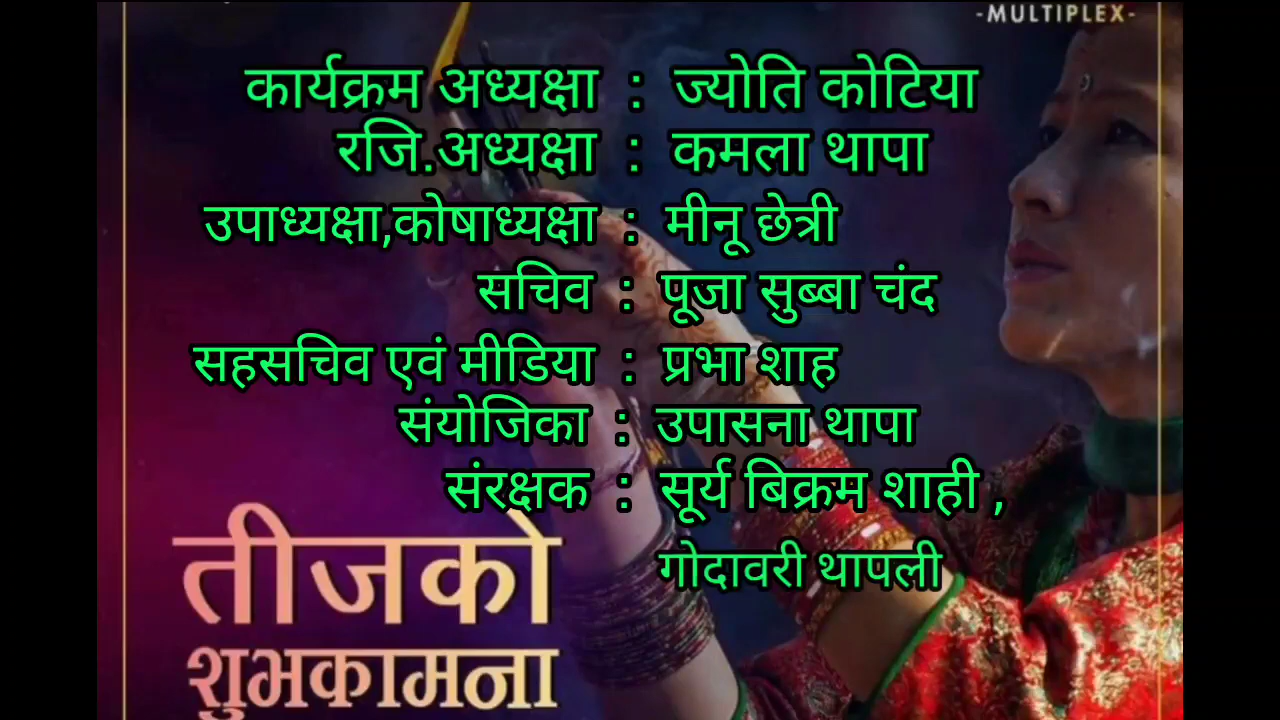 -MULTIPLEX-
कार्यक्रम अध्यक्षा : ज्योति कोटिया
रजि.अध्यक्षा : कमला थापा
उपाध्यक्षा,कोषाध्यक्षा : मीनू छेत्री
सचिव : पूजा सुब्बा चंद
सहसचिव एवं मीडिया : प्रभा शाह
संयोजिका : उपासना थापा
संरक्षक : सूर्य बिक्रम शाही ,
गोदावरी थापली
तीजको
शुभकामना